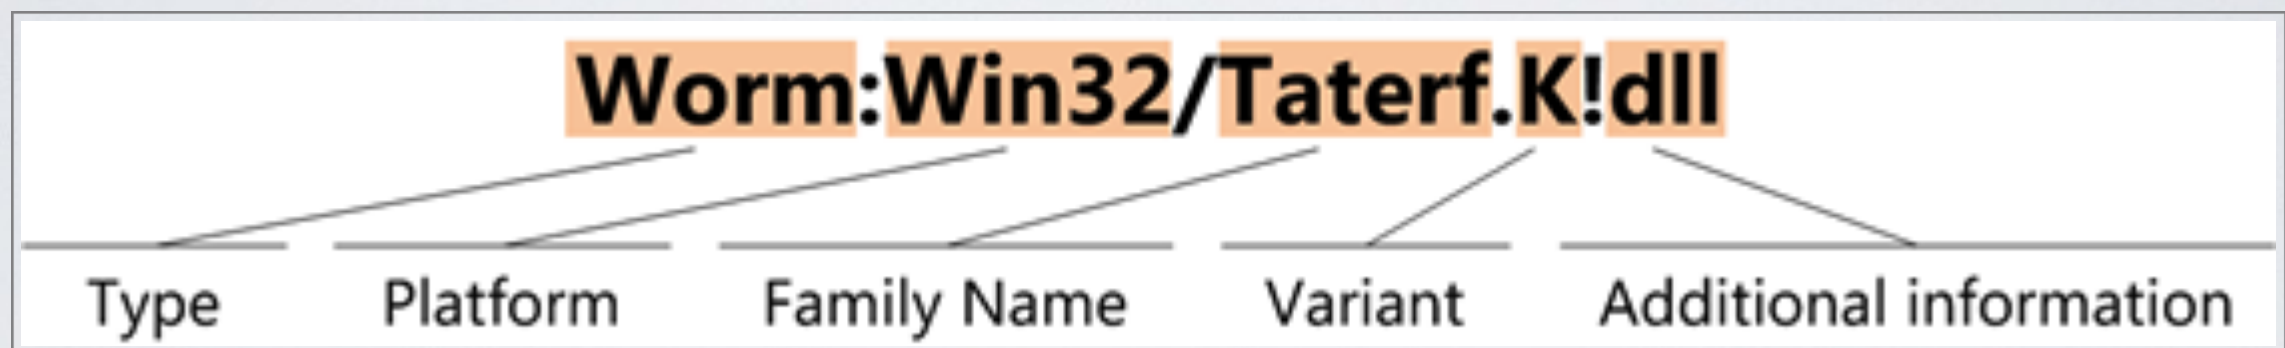 Worm:Win32/Taterf.K!dll
Type Platform Family Name Variant Additional information